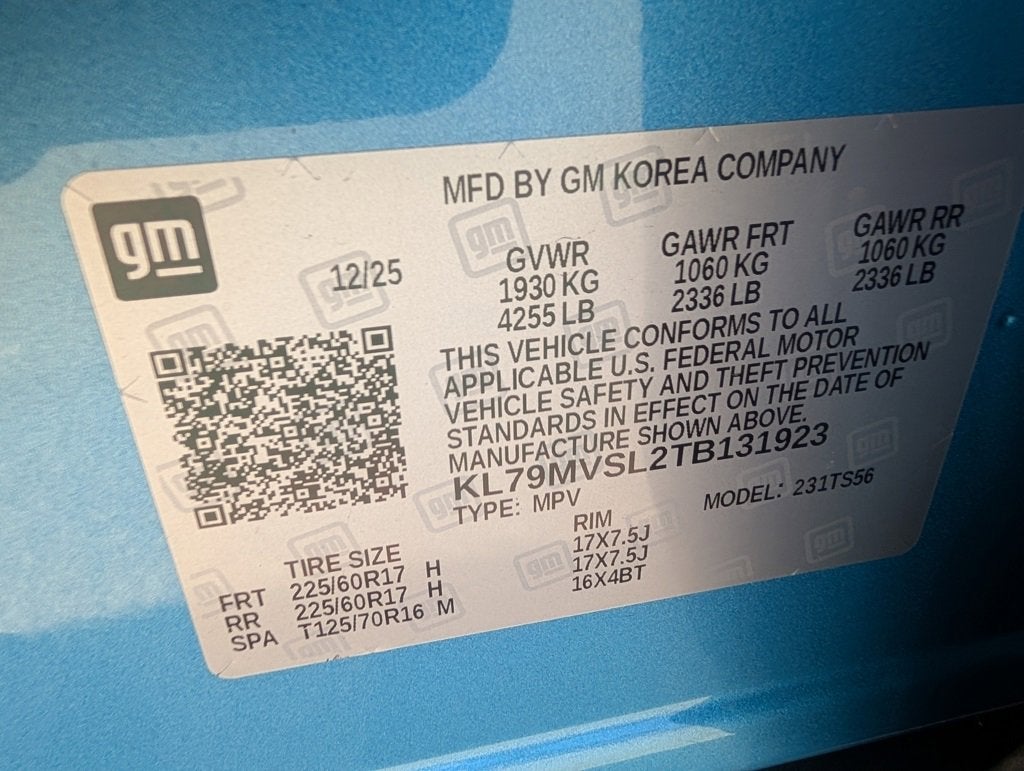 gm
MFD BY GM KOREA COMPANY
12/25
GVWR GAWR FRT GAWR RR
1930 KG 1060 KG 1060 KG
4255 LB 2336 LB 2336 LB
THIS VEHICLE CONFORMS TO ALL
APPLICABLE U.S. FEDERAL MOTOR
VEHICLE SAFETY AND THEFT PREVENTION
STANDARDS IN EFFECT ON THE DATE OF
MANUFACTURE SHOWN ABOVE.
KL79MVSL2TB131923
TYPE: MPV MODEL: 231TS56
TIRE SIZE RIM
FRT 225/60R17 H 17X7.5J
RR 225/60R17 H 17X7.5J
SPA T125/70R16 M 16X4BT